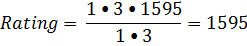 Rating = (1 • 3 • 1595) / (1 • 3) = 1595